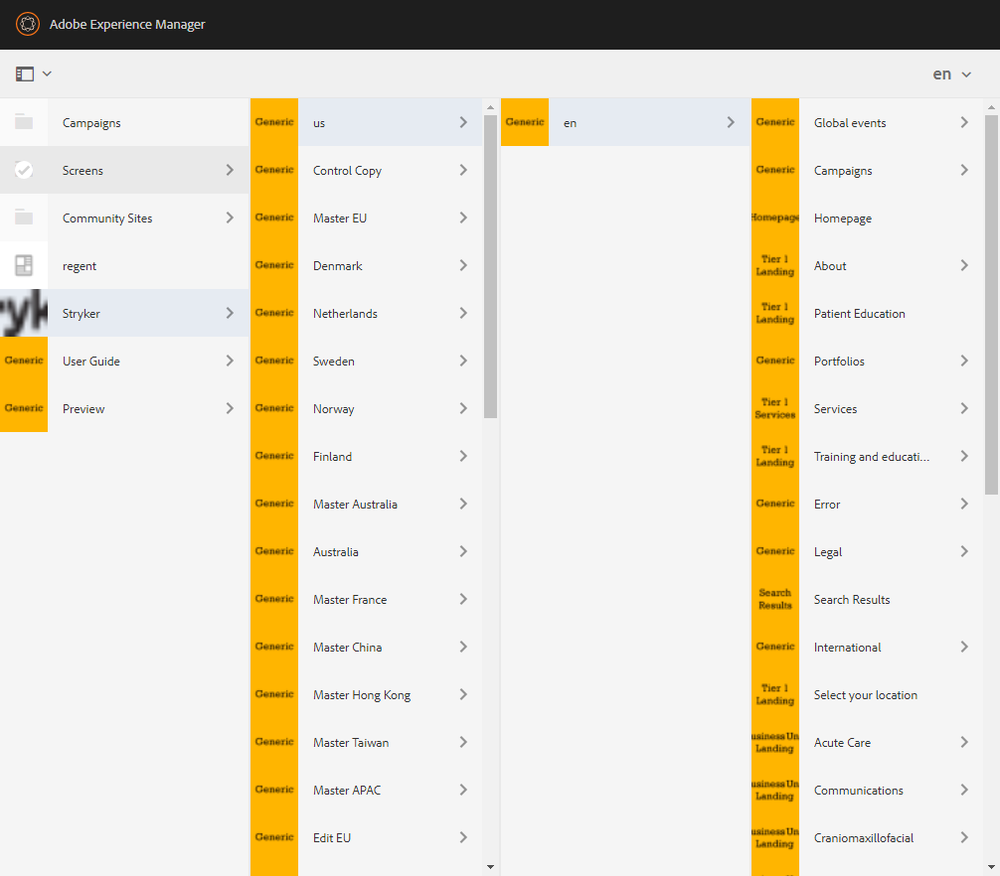 Adobe Experience Manager
en
Campaigns
Screens
Community Sites
regent
Stryker
Generic User Guide
Generic Preview
Generic us
Generic Control Copy
Generic Master EU
Generic Denmark
Generic Netherlands
Generic Sweden
Generic Norway
Generic Finland
Generic Master Australia
Generic Australia
Generic Master France
Generic Master China
Generic Master Hong Kong
Generic Master Taiwan
Generic Master APAC
Generic Edit EU
Generic en
Generic Global events
Generic Campaigns
Homepage Homepage
Tier 1
Landing
About
Tier 1
Landing
Patient Education
Generic Portfolios
Tier 1
Services
Services
Tier 1
Landing
Training and educati...
Generic Error
Generic Legal
Search
Results
Search Results
Generic International
Tier 1
Landing
Select your location
usiness Un
Landing
Acute Care
usiness Un
Landing
Communications
usiness Un
Landing
Craniomaxillofacial